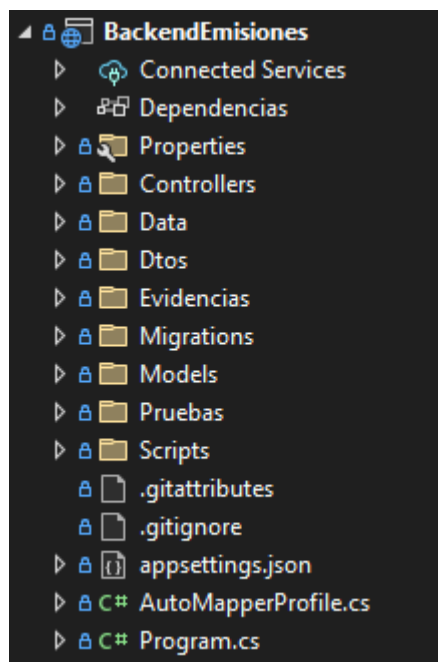 BackendEmisiones
Connected Services
Dependencias
Properties
Controllers
Data
Dtos
Evidencias
Migrations
Models
Pruebas
Scripts
.gitattributes
.gitignore
appsettings.json
C# AutoMapperProfile.cs
C# Program.cs